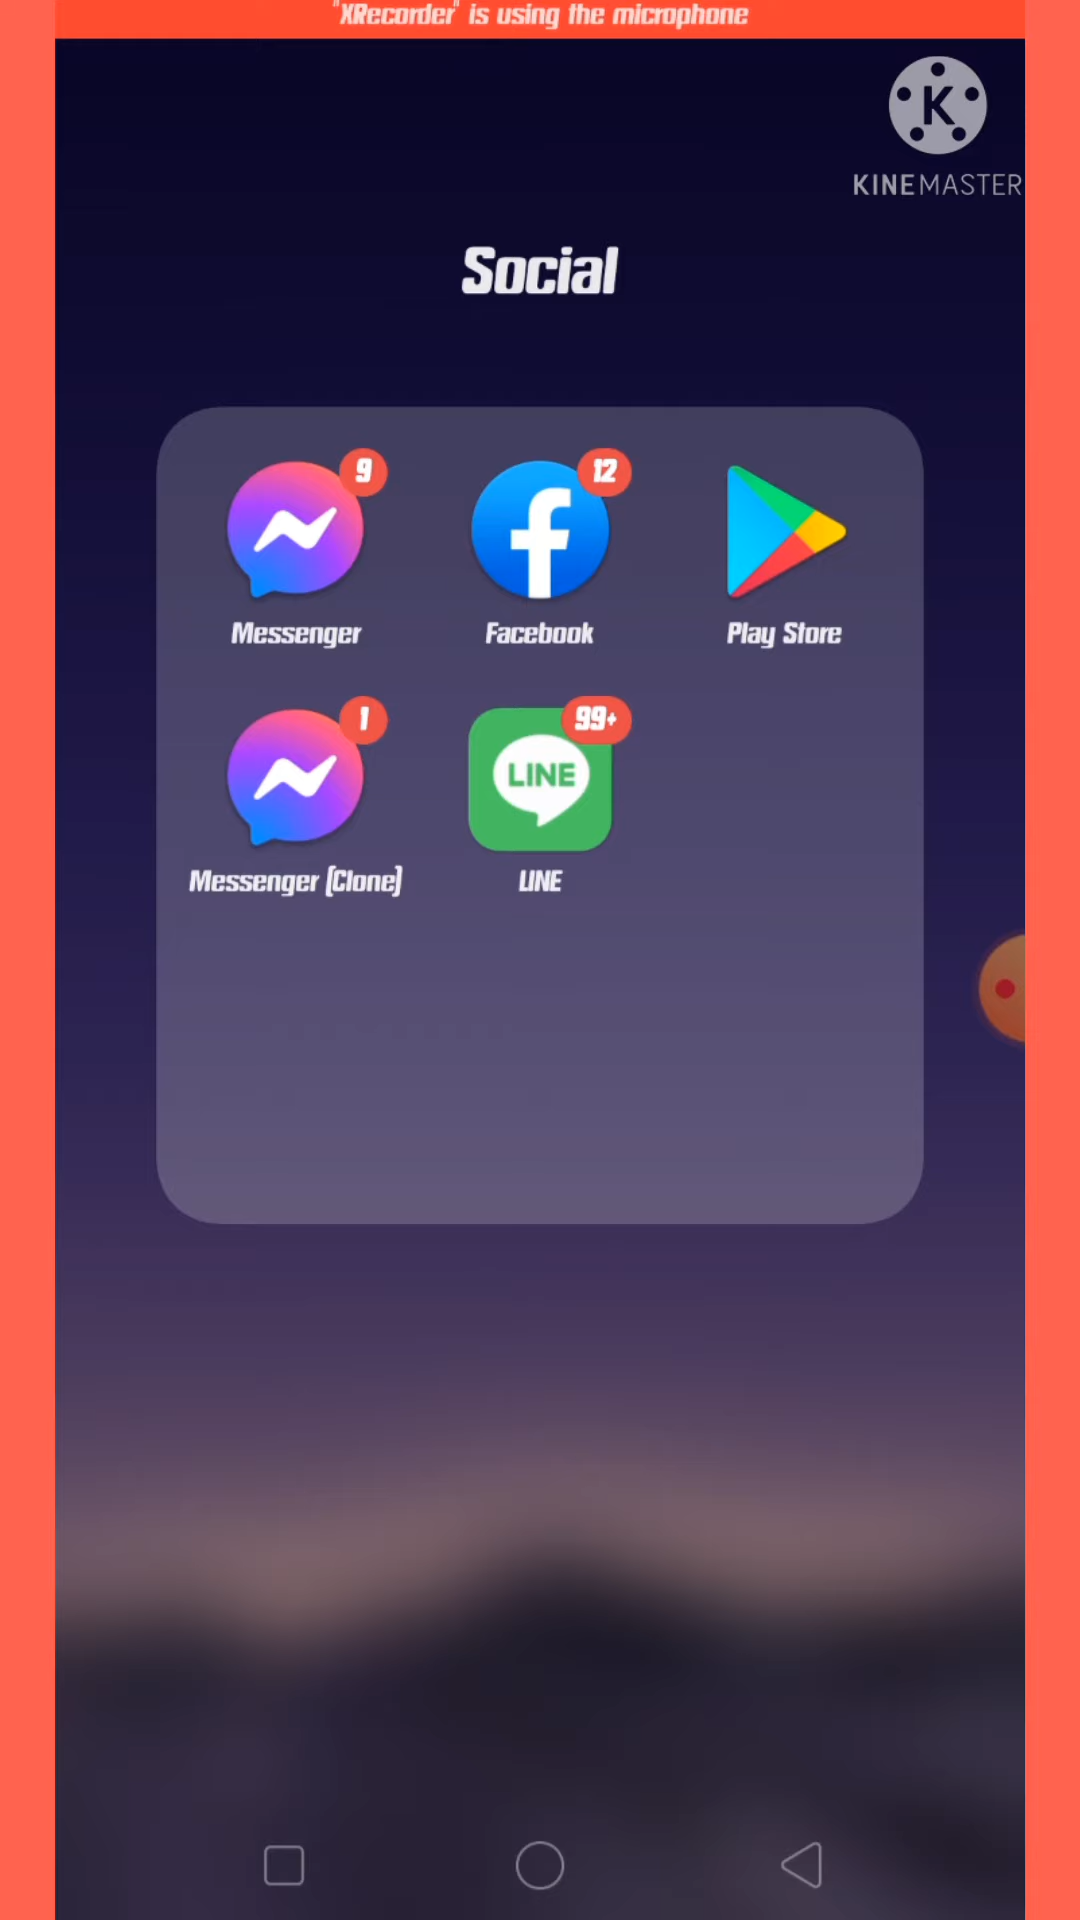 "XRecorder" is using the microphone
K
KINEMASTER
Social
9
12
Messenger
Facebook
Play Store
1
99+
LINE
Messenger (Clone)
LINE